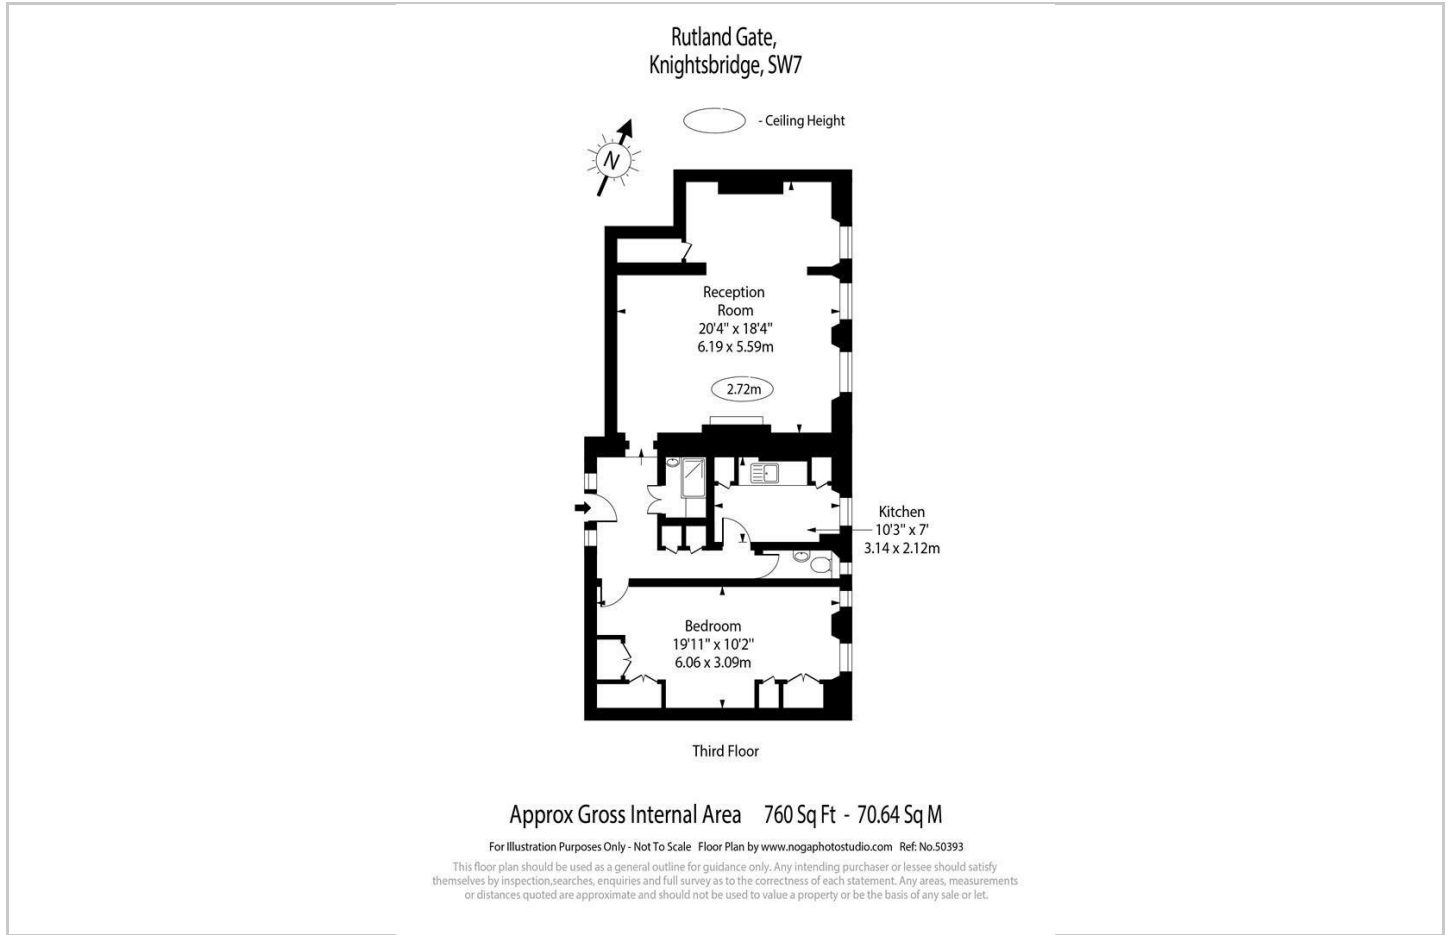 Rutland Gate,
Knightsbridge, SW7
- Ceiling Height
N
Reception
Room
20'4" x 18'4"
6.19 x 5.59m
2.72m
Kitchen
10'3" x 7'
3.14 x 2.12m
Bedroom
19'11" x 10'2"
6.06 x 3.09m
Third Floor
Approx Gross Internal Area 760 Sq Ft - 70.64 Sq M
For Illustration Purposes Only - Not To Scale Floor Plan by www.nogaphotostudio.com Ref: No.50393
This floor plan should be used as a general outline for guidance only. Any intending purchaser or lessee should satisfy
themselves by inspection,searches, enquiries and full survey as to the correctness of each statement. Any areas, measurements
or distances quoted are approximate and should not be used to value a property or be the basis of any sale or let.